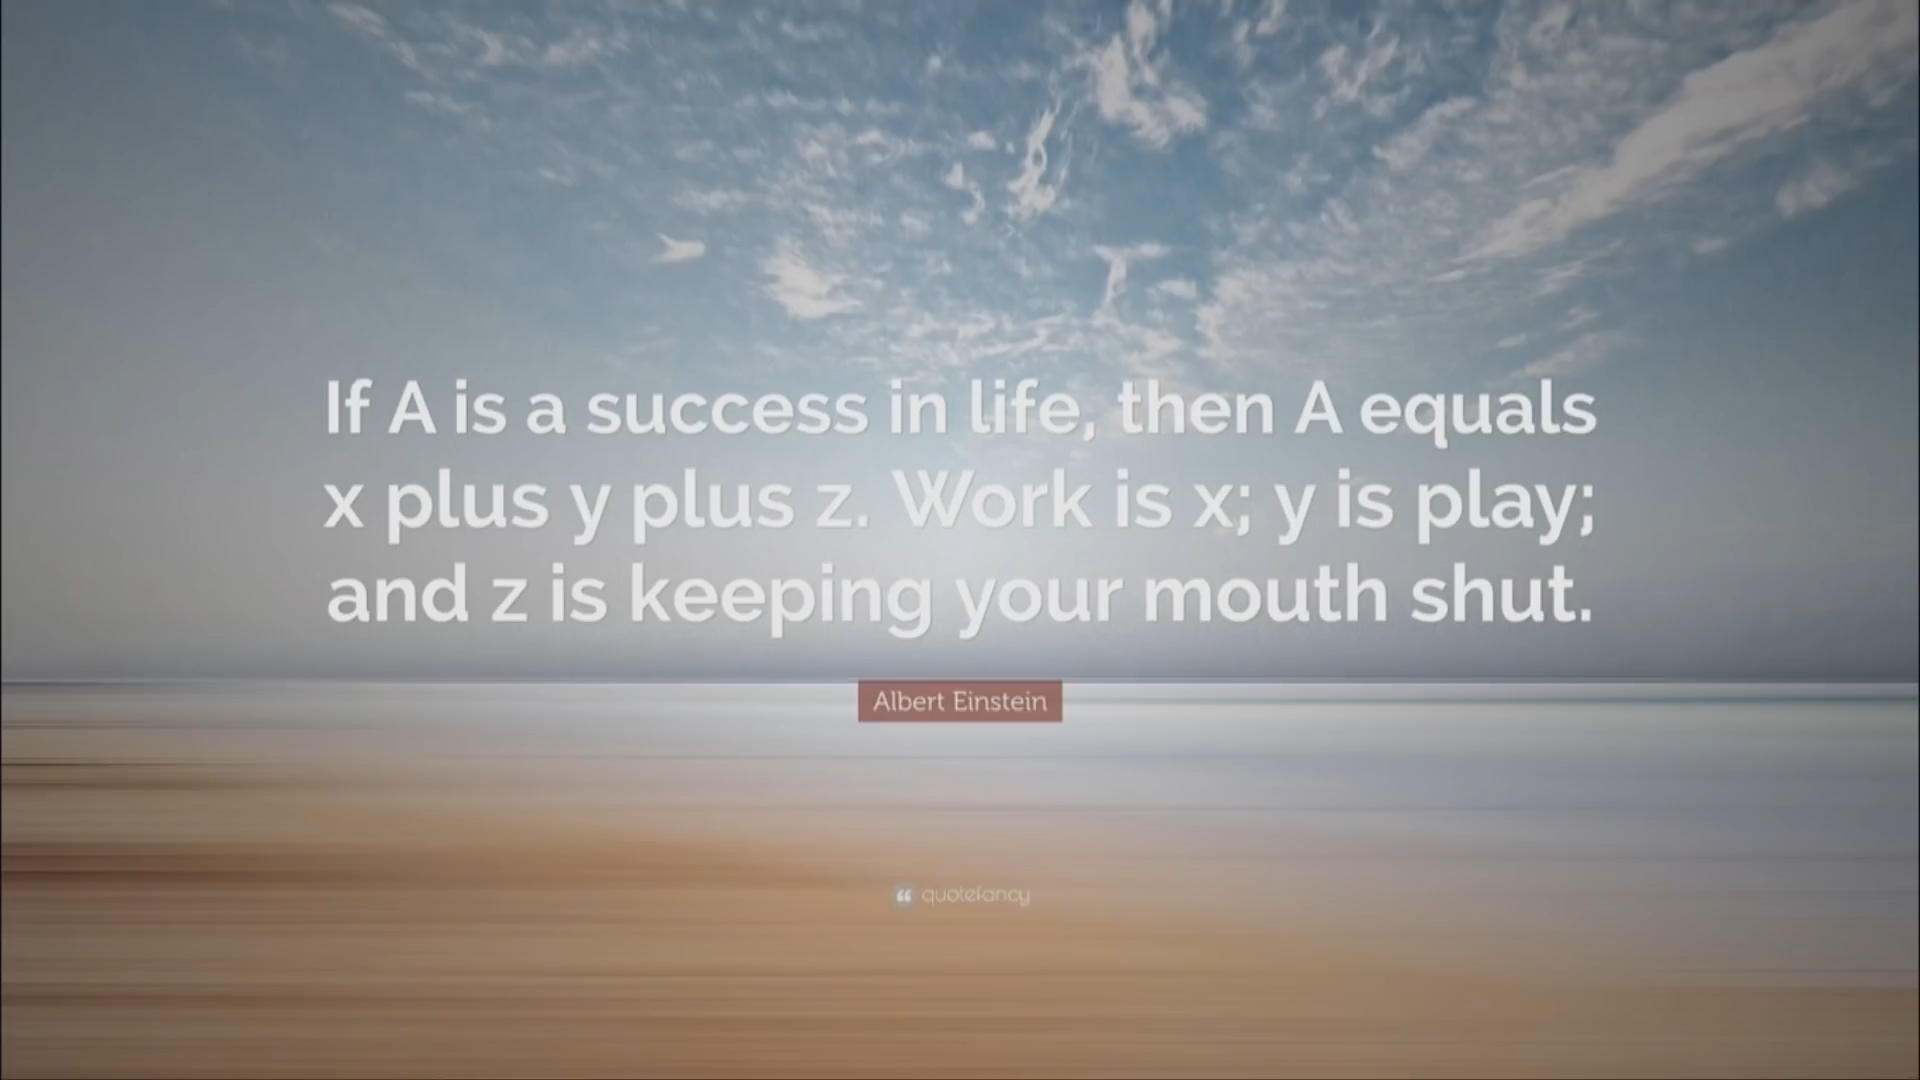 If A is a success in life, then A equals
x plus y plus z. Work is x; y is play;
and z is keeping your mouth shut.
Albert Einstein
quotefancy